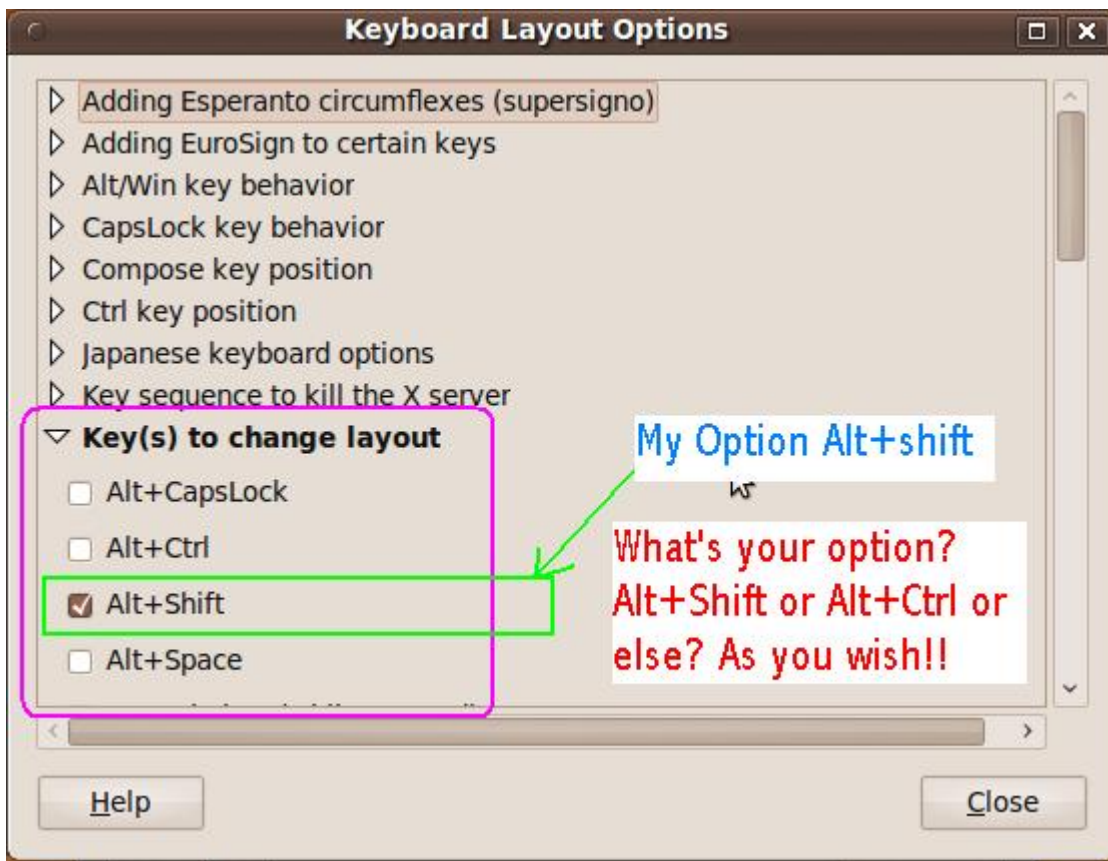 Keyboard Layout Options
Adding Esperanto circumflexes (supersigno)
Adding EuroSign to certain keys
Alt/Win key behavior
CapsLock key behavior
Compose key position
Ctrl key position
Japanese keyboard options
Key sequence to kill the X server
Key(s) to change layout
My Option Alt+shift
Alt+CapsLock
Alt+Ctrl
Alt+Shift
Alt+Space
What's your option?
Alt+Shift or Alt+Ctrl or
else? As you wish!!
Help
Close